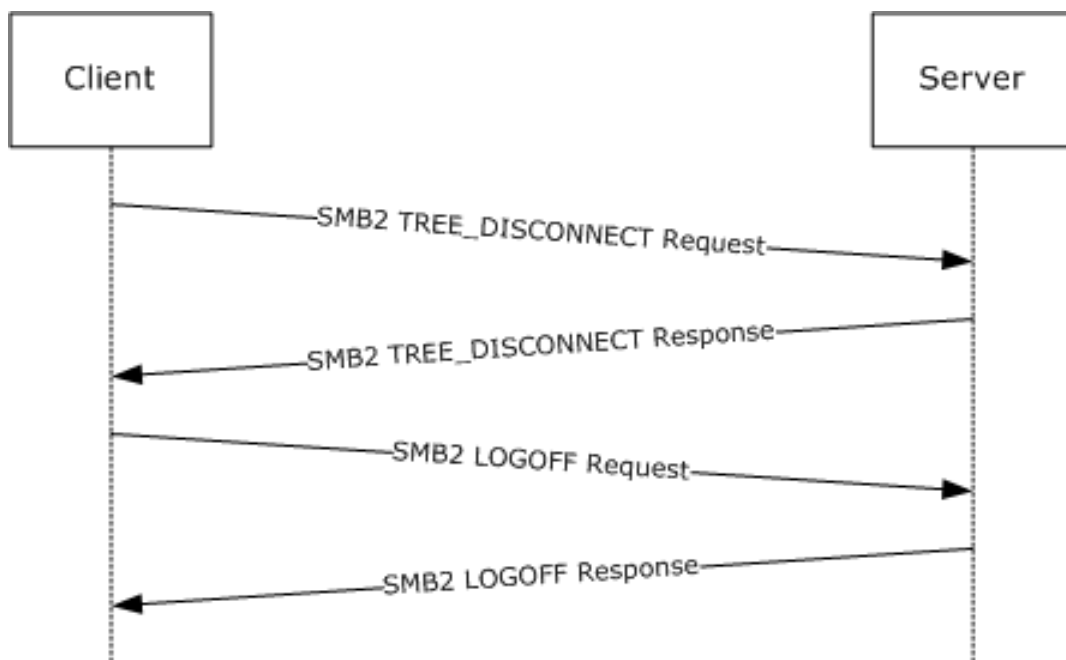 Client
Server
SMB2 TREE_DISCONNECT Request
SMB2 TREE_DISCONNECT Response
SMB2 LOGOFF Request
SMB2 LOGOFF Response